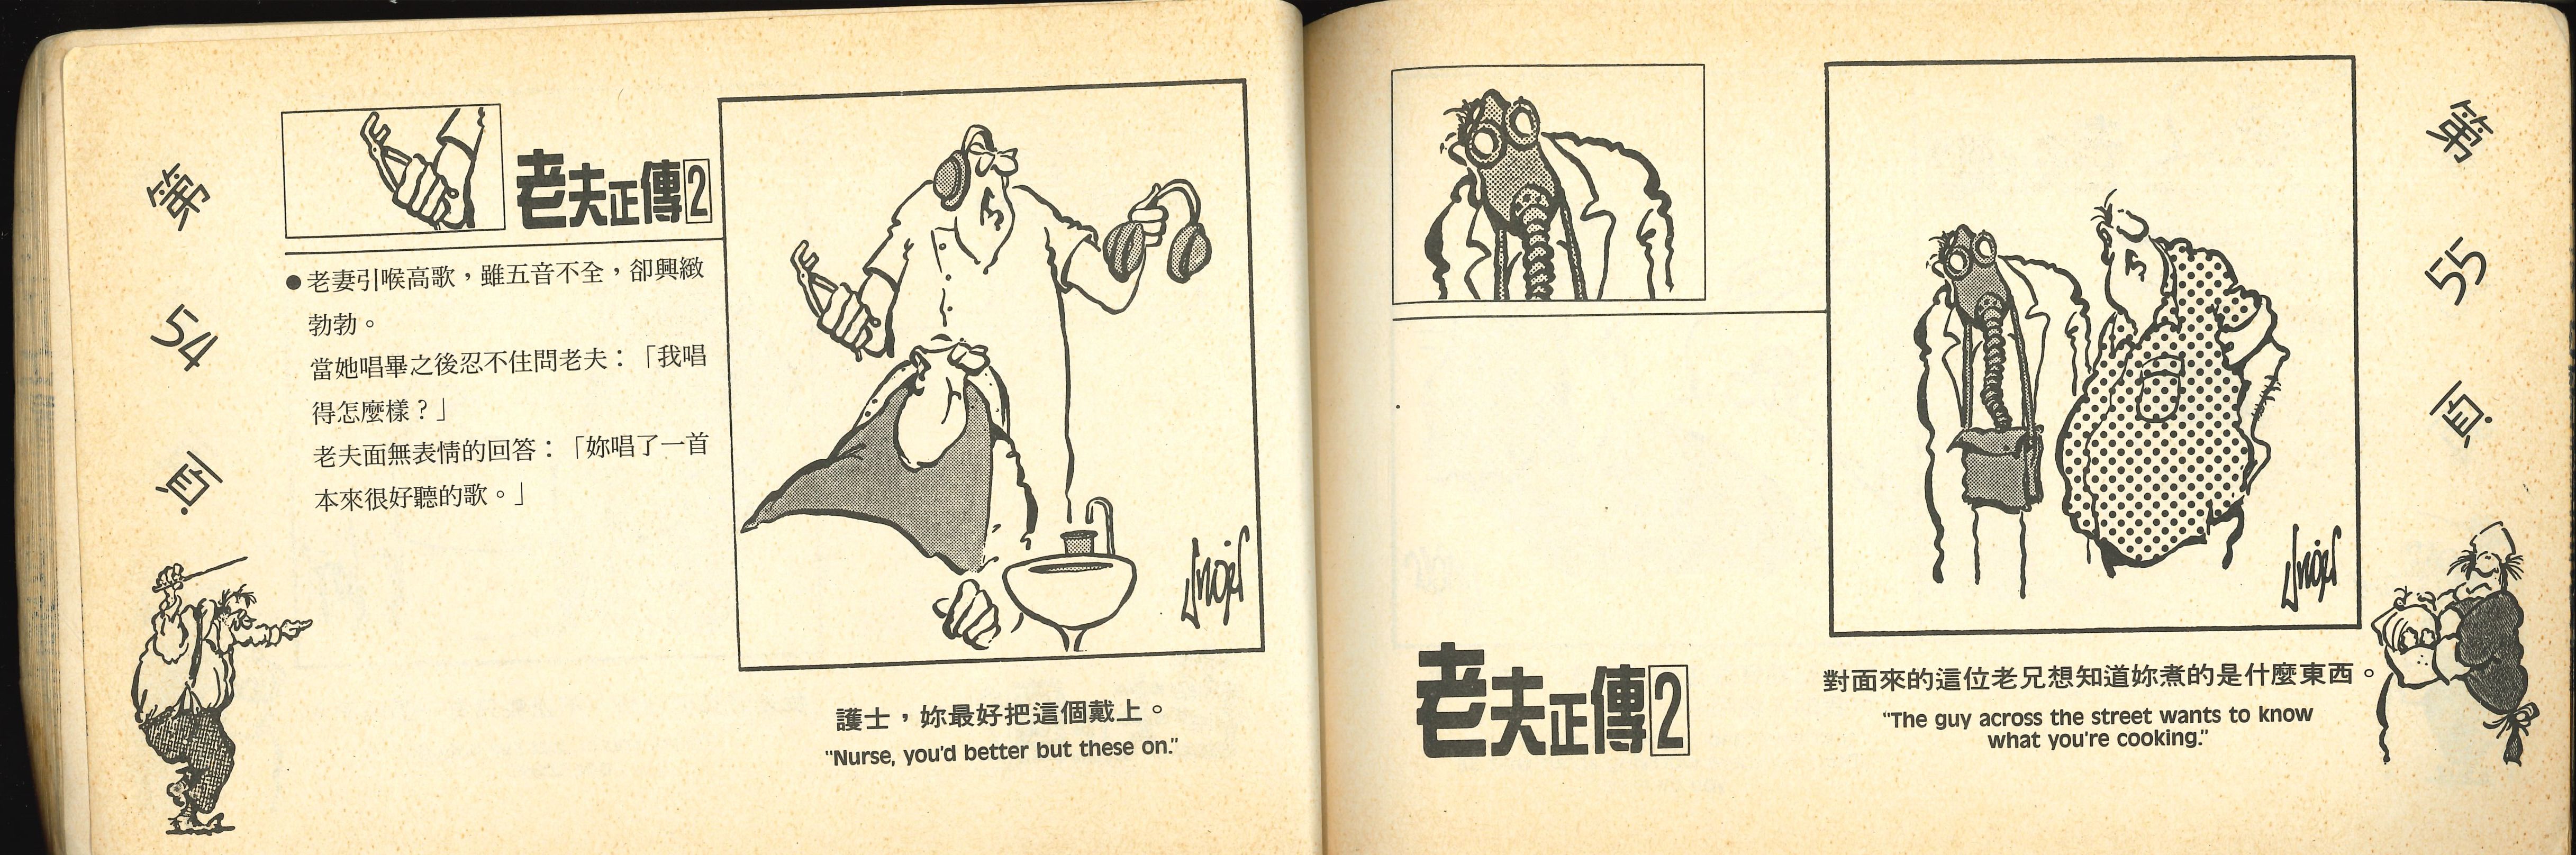 第
54
頁
老夫正傳2
●老妻引喉高歌，雖五音不全，卻興緻
勃勃。
當她唱畢之後忍不住問老夫：「我唱
得怎麼樣？」
老夫面無表情的回答：「妳唱了一首
本來很好聽的歌。」
護士，妳最好把這個戴上。
"Nurse, you'd better but these on."
老夫正傳2
對面來的這位老兄想知道妳煮的是什麼東西。
"The guy across the street wants to know
what you're cooking."
第
55
頁